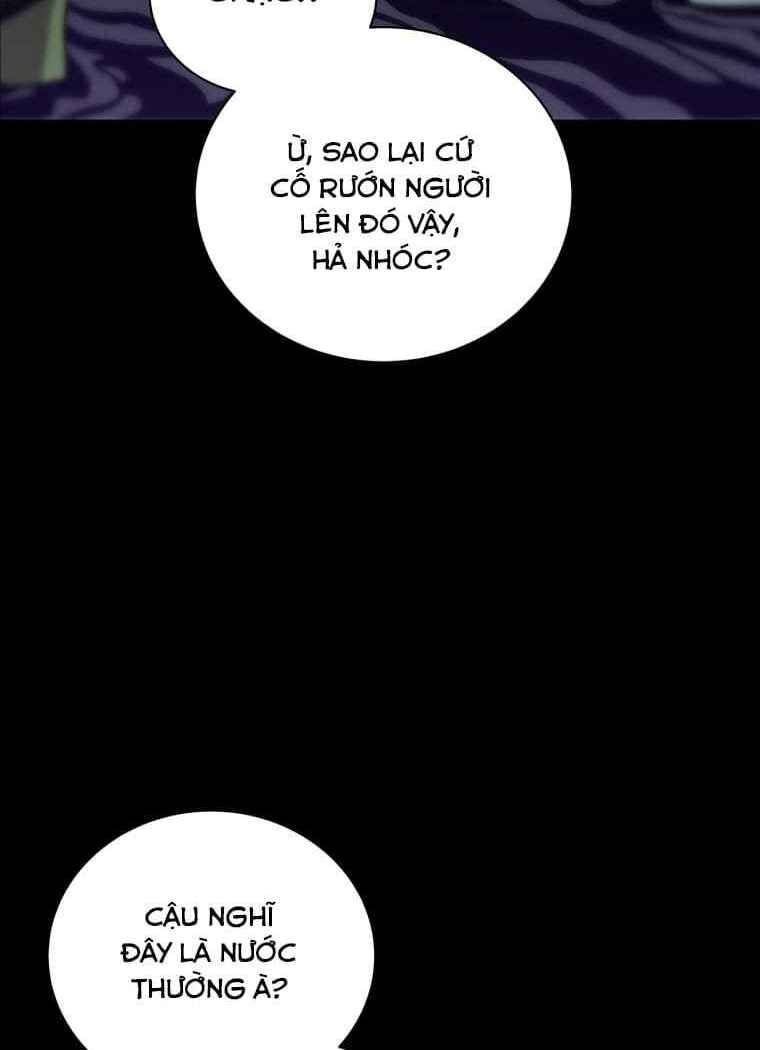 Ừ, SAO LẠI CỨ
CỐ RƯỚN NGƯỜI
LÊN ĐÓ VẬY,
HẢ NHÓC?
CẬU NGHĨ
ĐÂY LÀ NƯỚC
THƯỜNG À?